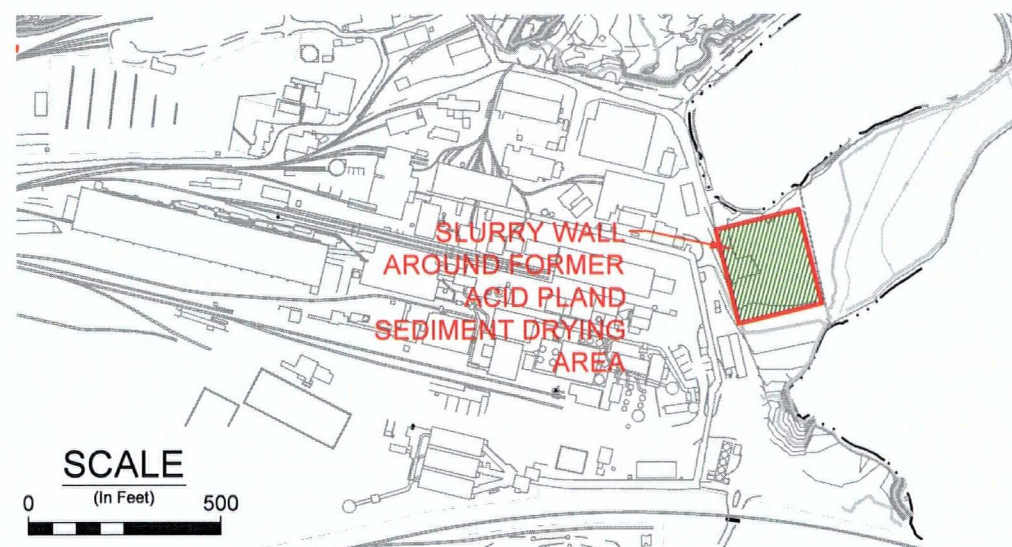 SLURRY WALL
AROUND FORMER
ACID PLAND
SEDIMENT DRYING
AREA
SCALE
(In Feet)
0 500